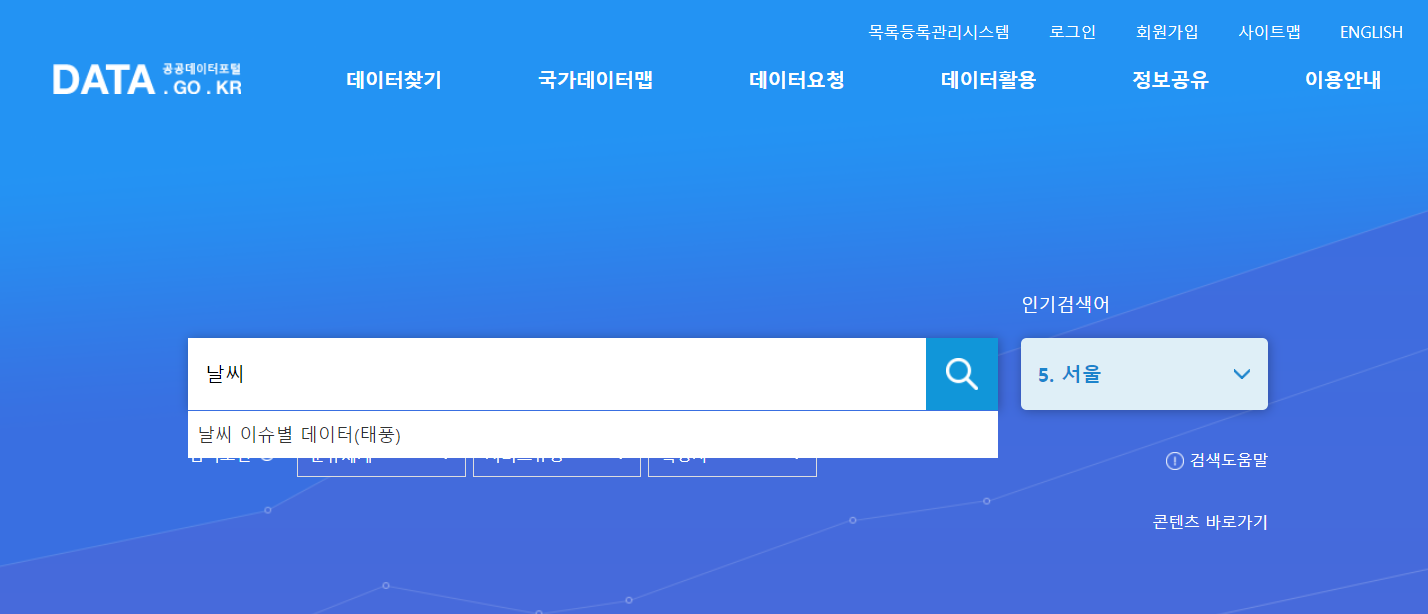 목록등록관리시스템 로그인 회원가입 사이트맵 ENGLISH
DATA 공공데이터포털 .GO.KR
데이터찾기 국가데이터맵 데이터요청 데이터활용 정보공유 이용안내
인기검색어
날씨
5. 서울
날씨 이슈별 데이터(태풍)
검색도움말
콘텐츠 바로가기